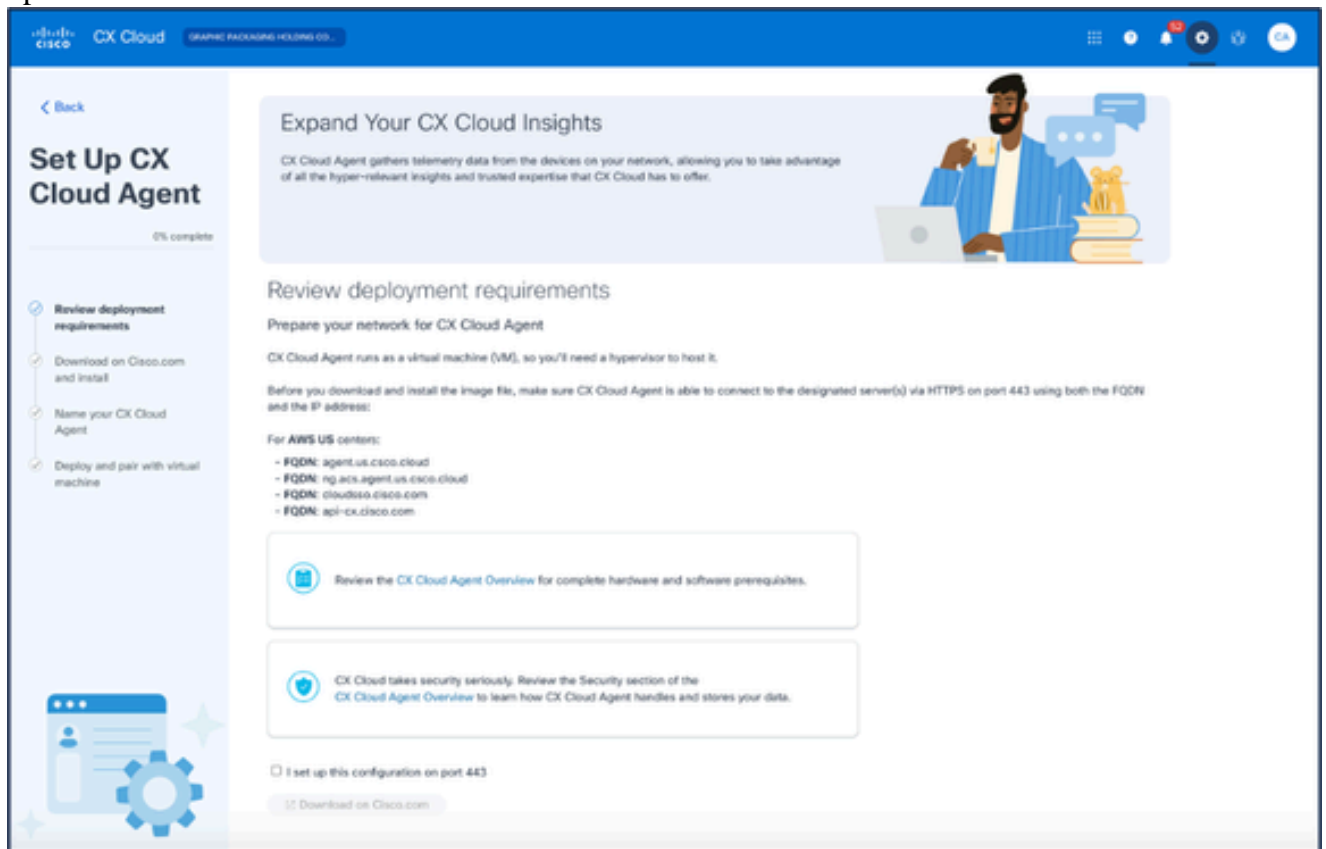 cisco CX Cloud GRAPHIC PACKAGING HOLDING CO... 52 CA
Back
Set Up CX
Cloud Agent
0% complete
Review deployment
requirements
Download on Cisco.com
and install
Name your CX Cloud
Agent
Deploy and pair with virtual
machine
Expand Your CX Cloud Insights
CX Cloud Agent gathers telemetry data from the devices on your network, allowing you to take advantage
of all the hyper-relevant insights and trusted expertise that CX Cloud has to offer.
Review deployment requirements
Prepare your network for CX Cloud Agent
CX Cloud Agent runs as a virtual machine (VM), so you'll need a hypervisor to host it.
Before you download and install the image file, make sure CX Cloud Agent is able to connect to the designated server(s) via HTTPS on port 443 using both the FQDN
and the IP address:
For AWS US centers:
- FQDN: agent.us.csco.cloud
- FQDN: ng.acs.agent.us.csco.cloud
- FQDN: cloudsso.cisco.com
- FQDN: api-cx.cisco.com
Review the CX Cloud Agent Overview for complete hardware and software prerequisites.
CX Cloud takes security seriously. Review the Security section of the
CX Cloud Agent Overview to learn how CX Cloud Agent handles and stores your data.
I set up this configuration on port 443
Download on Cisco.com